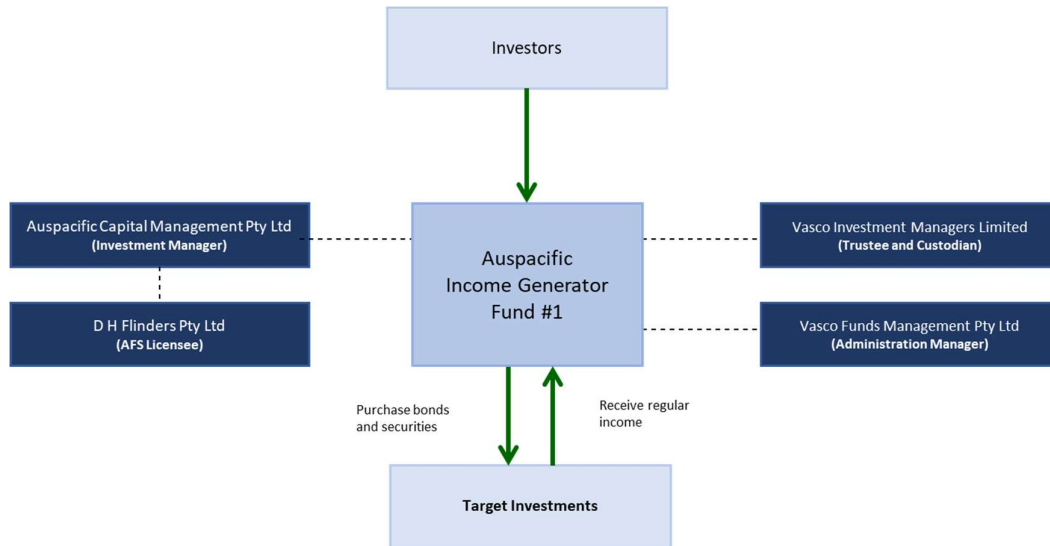 Investors
Auspacific Capital Management Pty Ltd
(Investment Manager)
D H Flinders Pty Ltd
(AFS Licensee)
Auspacific
Income Generator
Fund #1
Vasco Investment Managers Limited
(Trustee and Custodian)
Vasco Funds Management Pty Ltd
(Administration Manager)
Purchase bonds
and securities
Receive regular
income
Target Investments